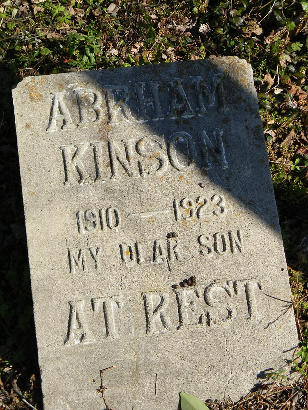 ABRHAM
KINSON
1910 — 1923
MY DEAR SON
AT REST